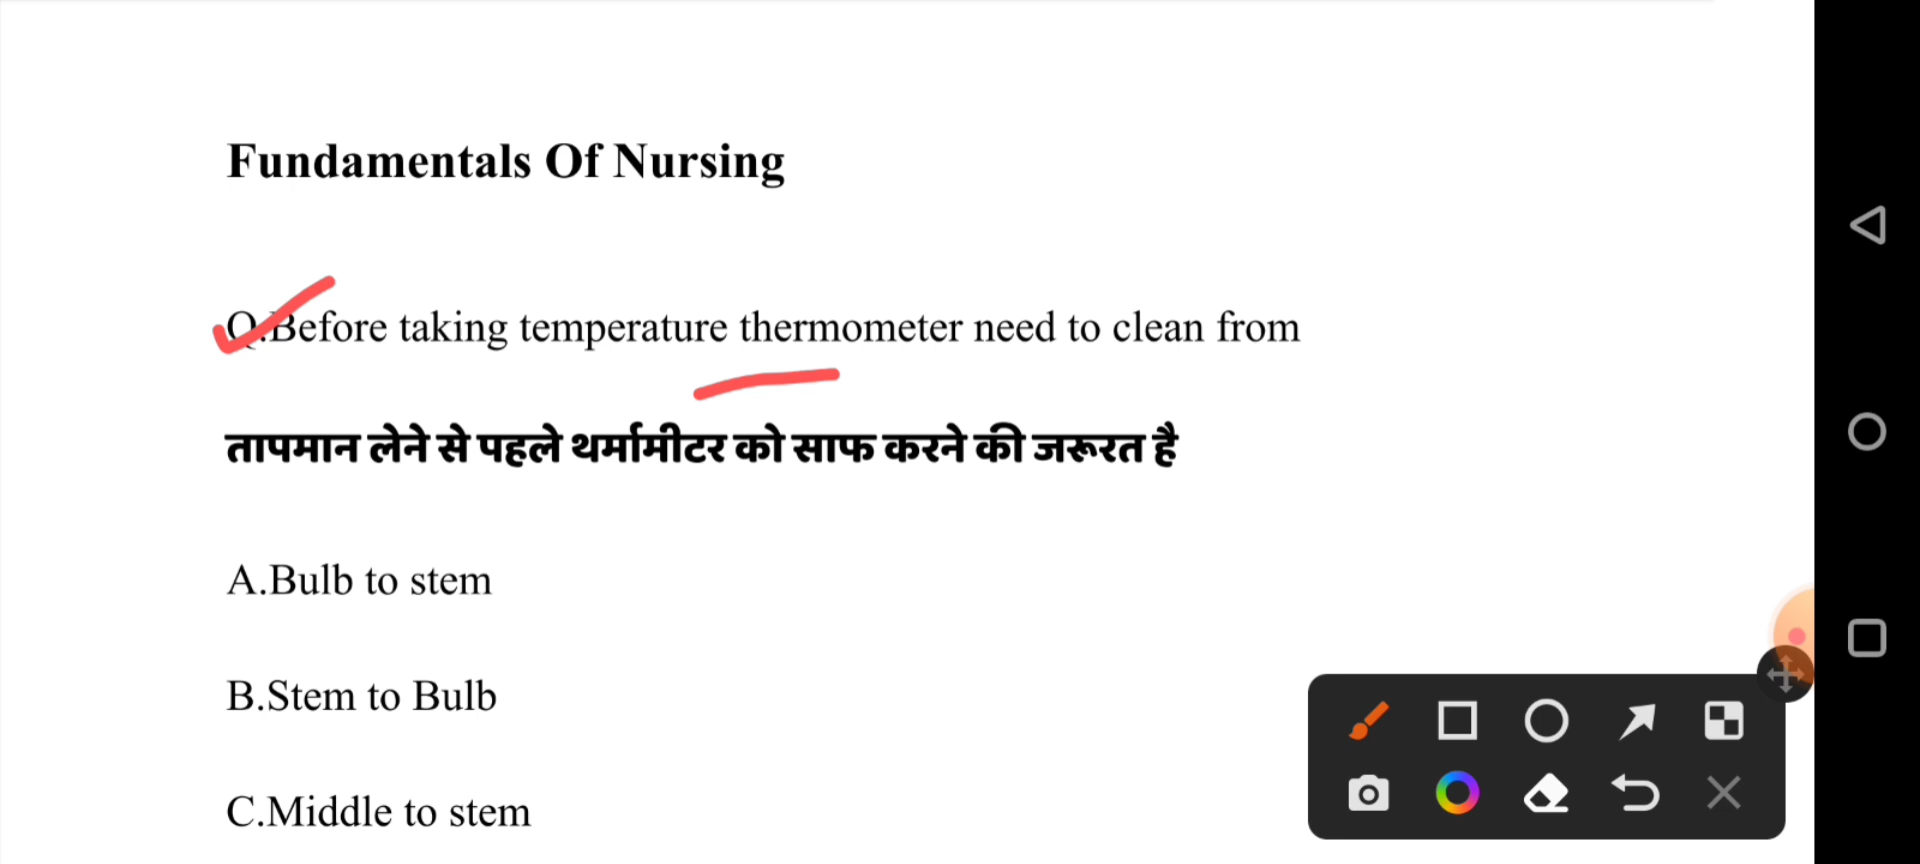 Fundamentals Of Nursing
Q.Before taking temperature thermometer need to clean from
तापमान लेने से पहले थर्मामीटर को साफ करने की जरूरत है
A.Bulb to stem
B.Stem to Bulb
C.Middle to stem